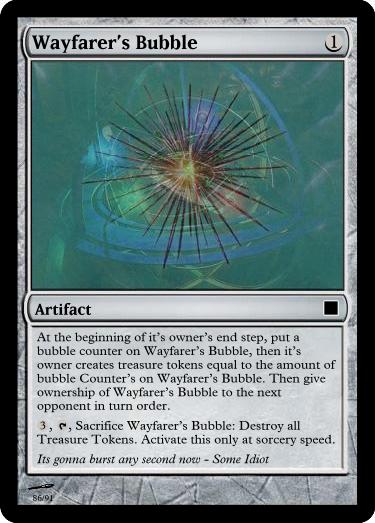 Wayfarer's Bubble 1
Artifact
At the beginning of it's owner's end step, put a
bubble counter on Wayfarer's Bubble, then it's
owner creates treasure tokens equal to the amount of
bubble Counter's on Wayfarer's Bubble. Then give
ownership of Wayfarer's Bubble to the next
opponent in turn order.
3, , Sacrifice Wayfarer's Bubble: Destroy all
Treasure Tokens. Activate this only at sorcery speed.
Its gonna burst any second now - Some Idiot
86/91